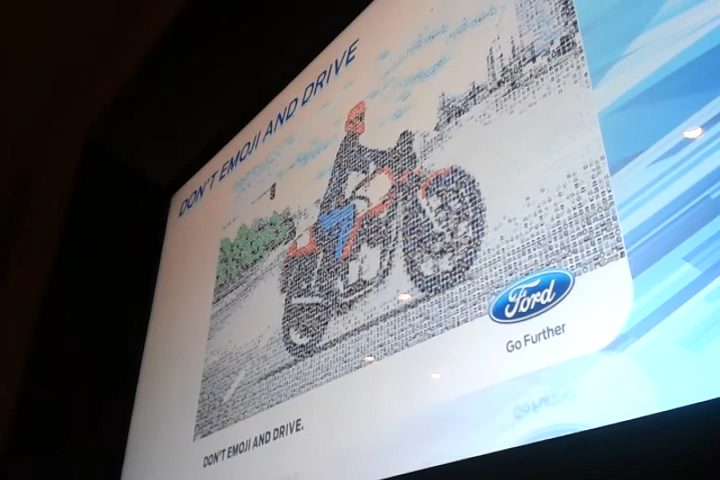 DON'T EMOJI AND DRIVE
Ford
Go Further
DON'T EMOJI AND DRIVE.